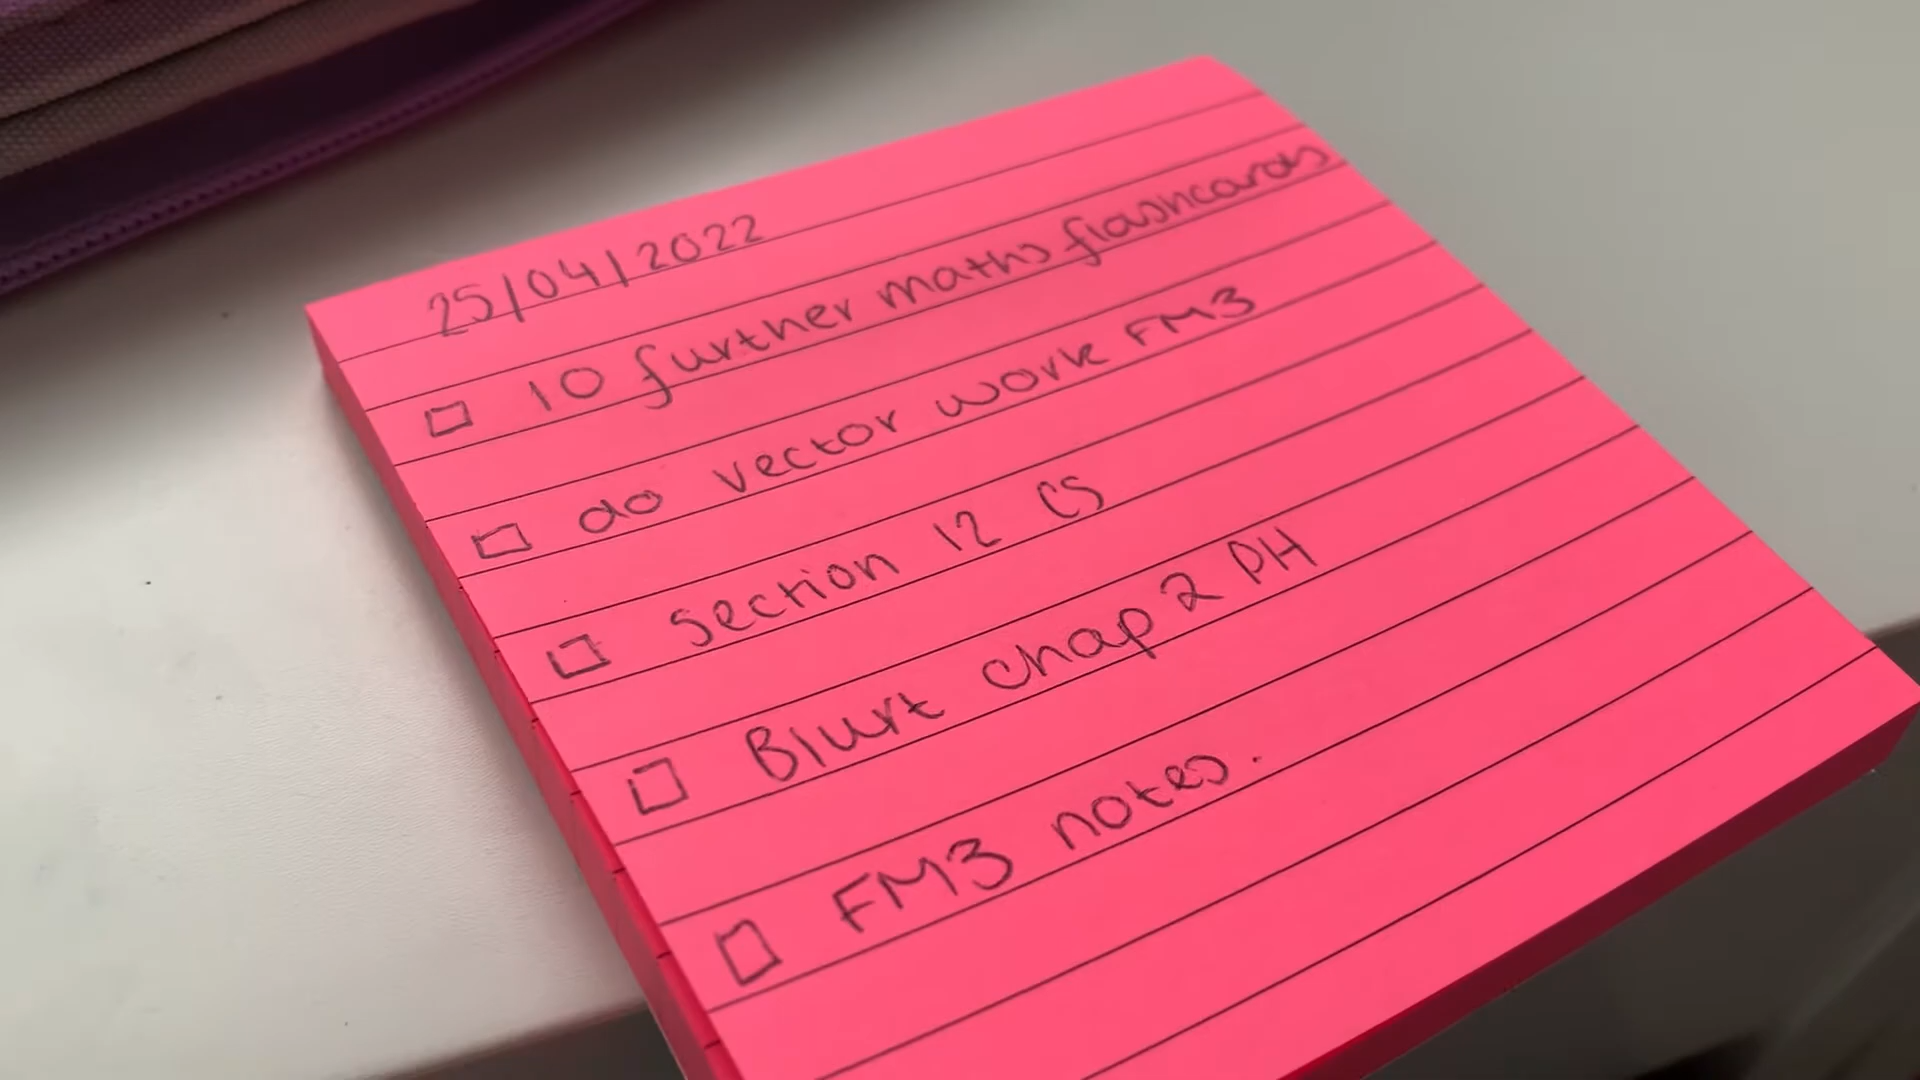 25/04/2022
10 further maths flashcards
do vector work FM3
section 12 CS
Blurt chap 2 PH
FM3 notes.